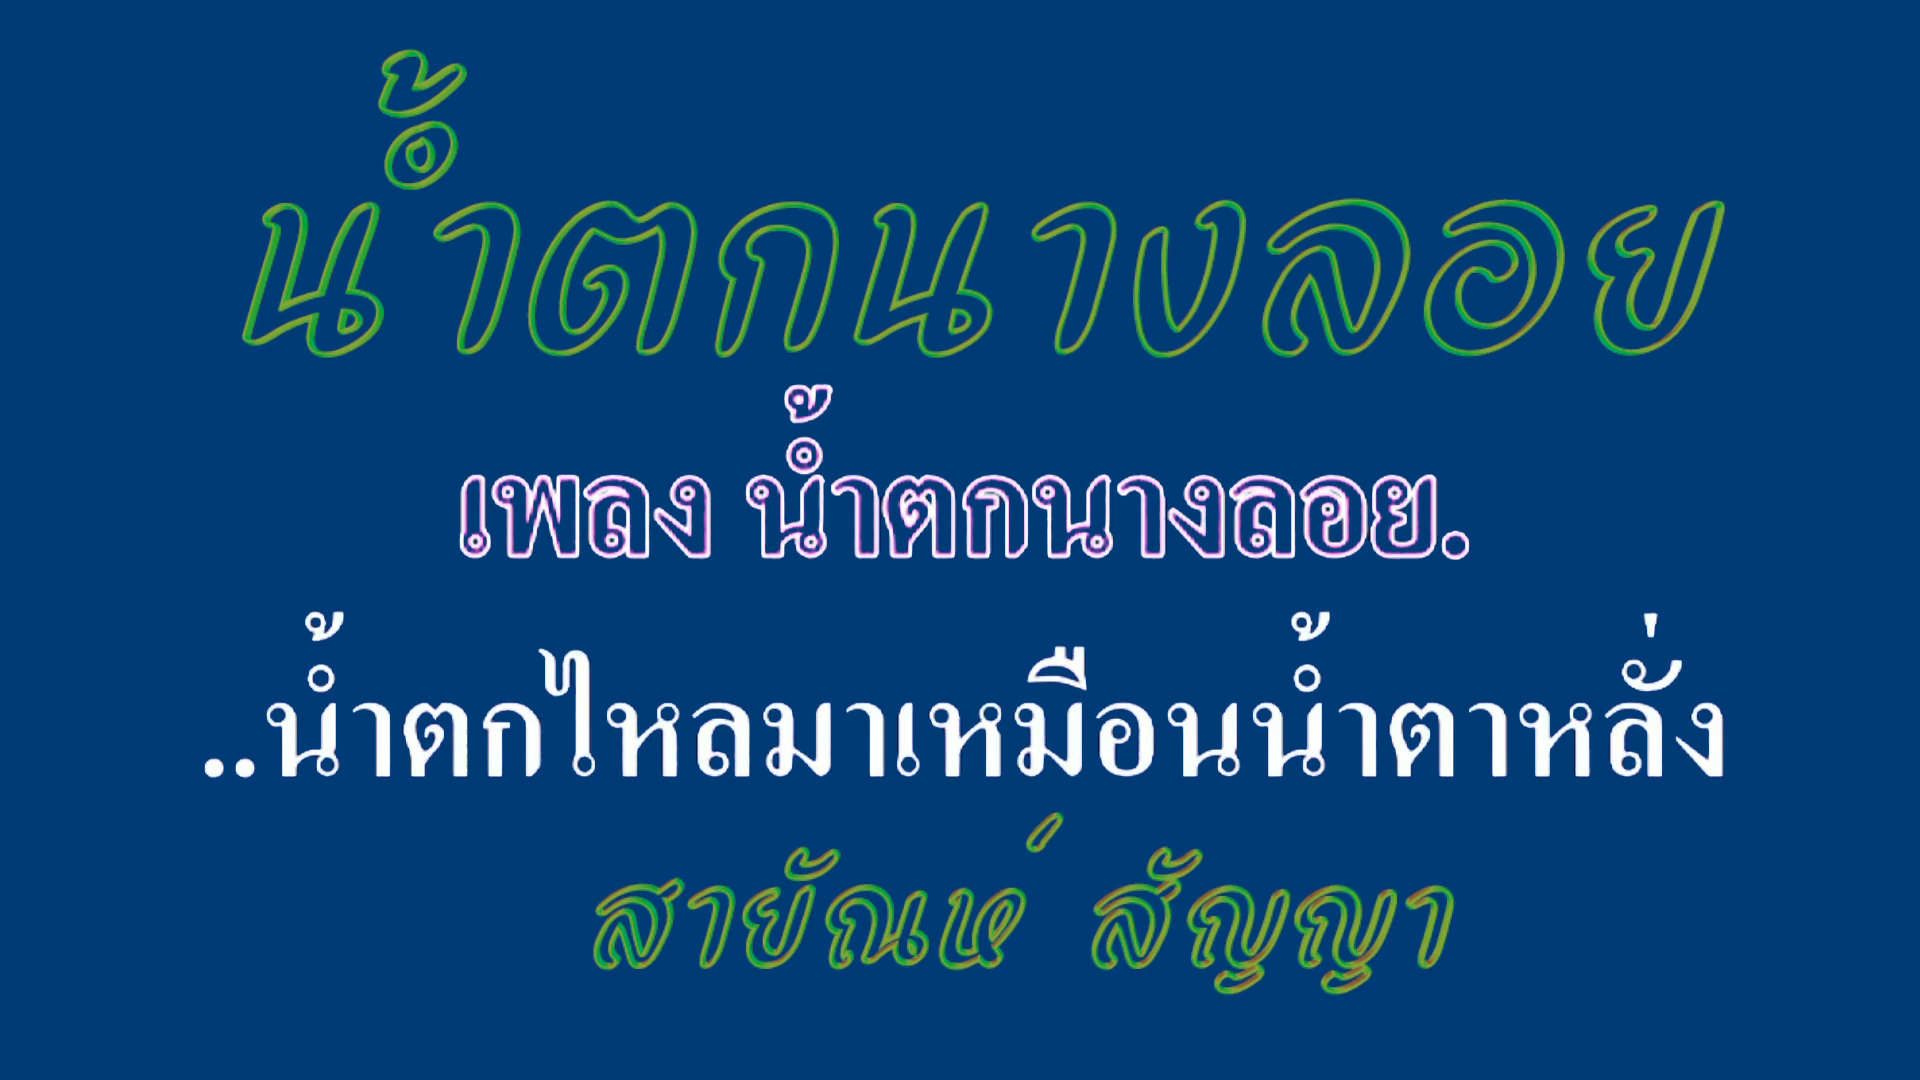 น้ำตกนางลอย
เพลง น้ำตกนางลอย.
..น้ำตกไหลมาเหมือนน้ำตาหลั่ง
สายัณห์ สัญญา